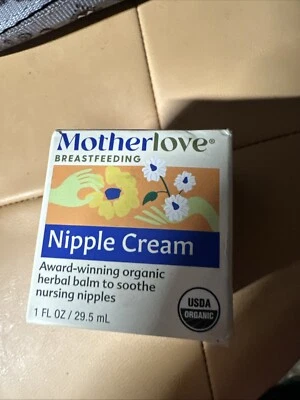 Motherlove®
BREASTFEEDING
Nipple Cream
Award-winning organic
herbal balm to soothe
nursing nipples
1 FL OZ / 29.5 mL
USDA
ORGANIC